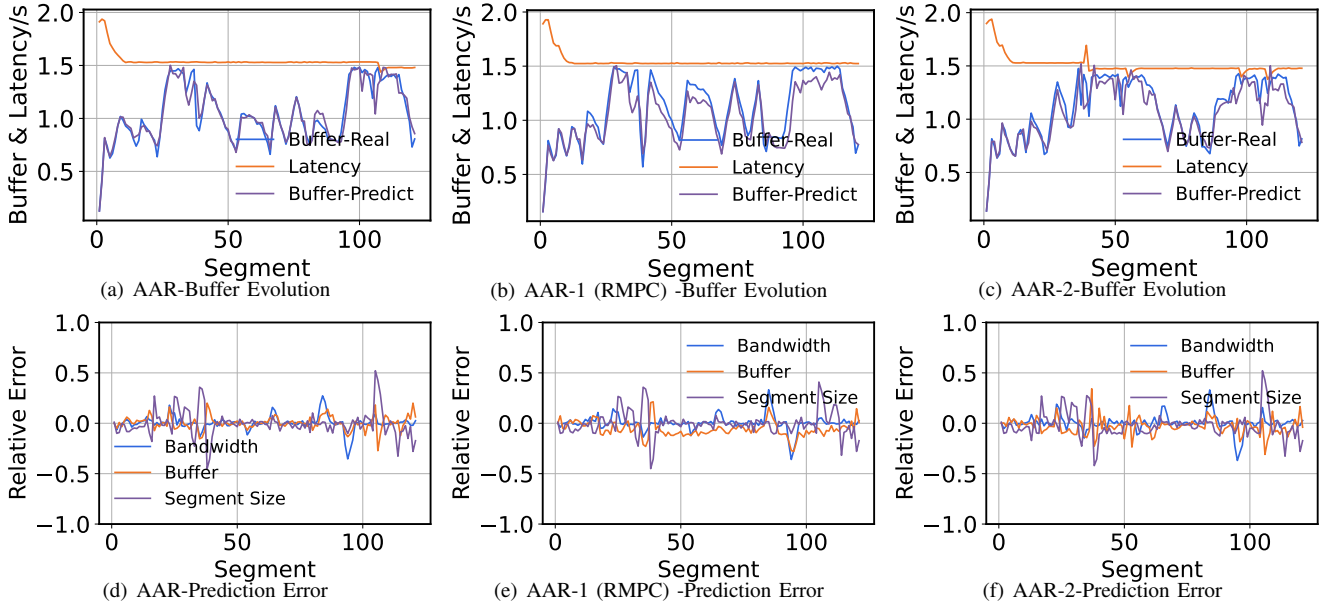 2.0
1.5
1.0
0.5
0
50
100
Buffer & Latency/s
Buffer-Real
Latency
Buffer-Predict
Segment
(a) AAR-Buffer Evolution
2.0
1.5
1.0
0.5
0
50
100
Buffer & Latency/s
Buffer-Real
Latency
Buffer-Predict
Segment
(b) AAR-1 (RMPC) -Buffer Evolution
2.0
1.5
1.0
0.5
0
50
100
Buffer & Latency/s
Buffer-Real
Latency
Buffer-Predict
Segment
(c) AAR-2-Buffer Evolution
1.0
0.5
0.0
−0.5
−1.0
0
50
100
Relative Error
Bandwidth
Buffer
Segment Size
Segment
(d) AAR-Prediction Error
1.0
0.5
0.0
−0.5
−1.0
0
50
100
Relative Error
Bandwidth
Buffer
Segment Size
Segment
(e) AAR-1 (RMPC) -Prediction Error
1.0
0.5
0.0
−0.5
−1.0
0
50
100
Relative Error
Bandwidth
Buffer
Segment Size
Segment
(f) AAR-2-Prediction Error